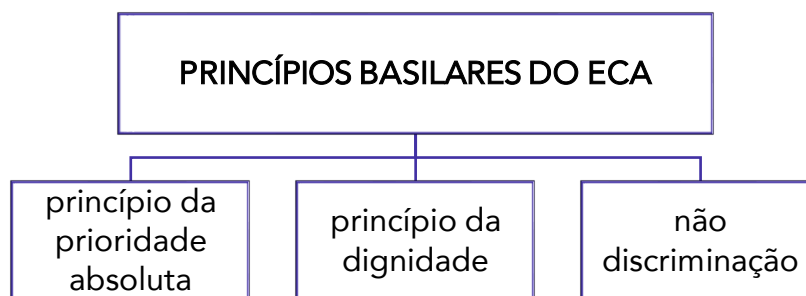 PRINCÍPIOS BASILARES DO ECA
princípio da
prioridade
absoluta
princípio da
dignidade
não
discriminação